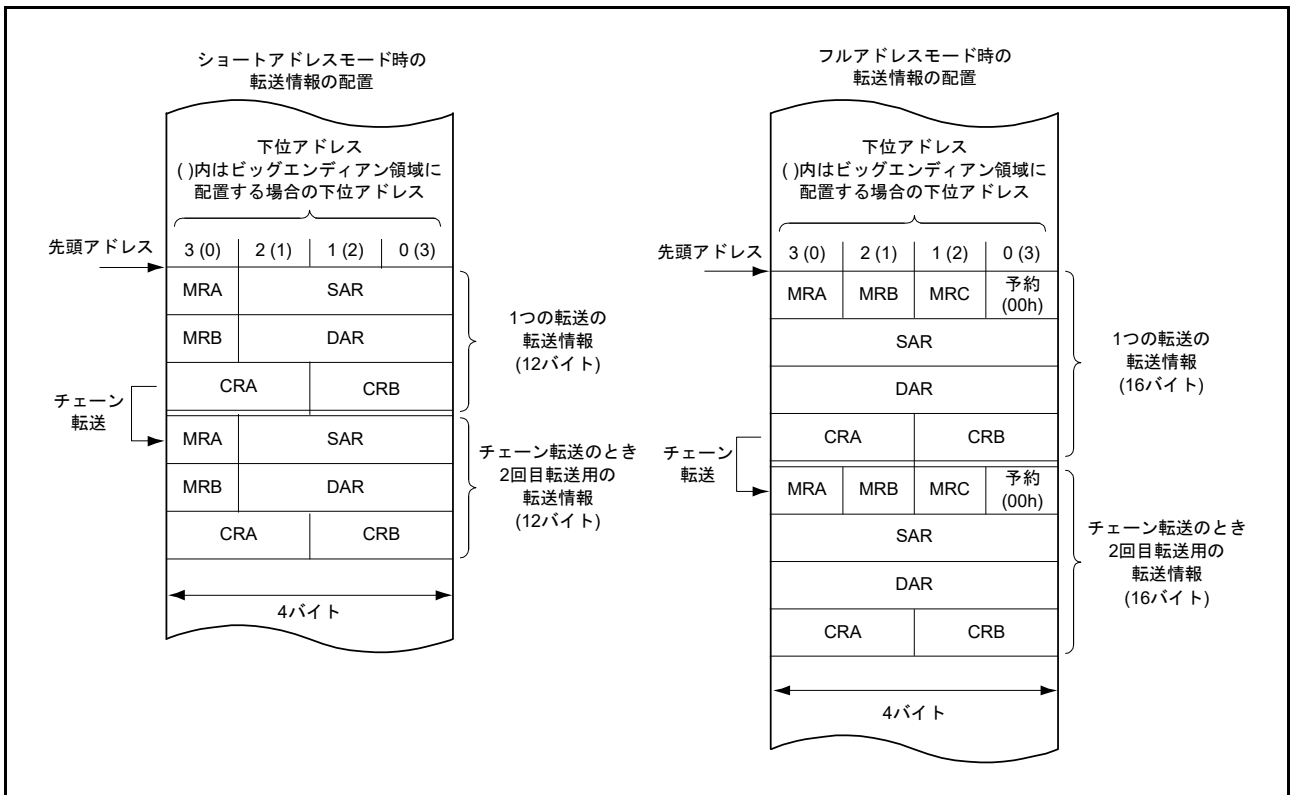 ショートアドレスモード時の
転送情報の配置
下位アドレス
( )内はビッグエンディアン領域に
配置する場合の下位アドレス
先頭アドレス
3 (0) 2 (1) 1 (2) 0 (3)
MRA SAR
MRB DAR
CRA CRB
1つの転送の
転送情報
(12バイト)
チェーン
転送
MRA SAR
MRB DAR
CRA CRB
チェーン転送のとき
2回目転送用の
転送情報
(12バイト)
4バイト
フルアドレスモード時の
転送情報の配置
下位アドレス
( )内はビッグエンディアン領域に
配置する場合の下位アドレス
先頭アドレス
3 (0) 2 (1) 1 (2) 0 (3)
MRA MRB MRC 予約
(00h)
SAR
DAR
CRA CRB
1つの転送の
転送情報
(16バイト)
チェーン
転送
MRA MRB MRC 予約
(00h)
SAR
DAR
CRA CRB
チェーン転送のとき
2回目転送用の
転送情報
(16バイト)
4バイト